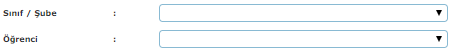 Sınıf / Şube :
Öğrenci :